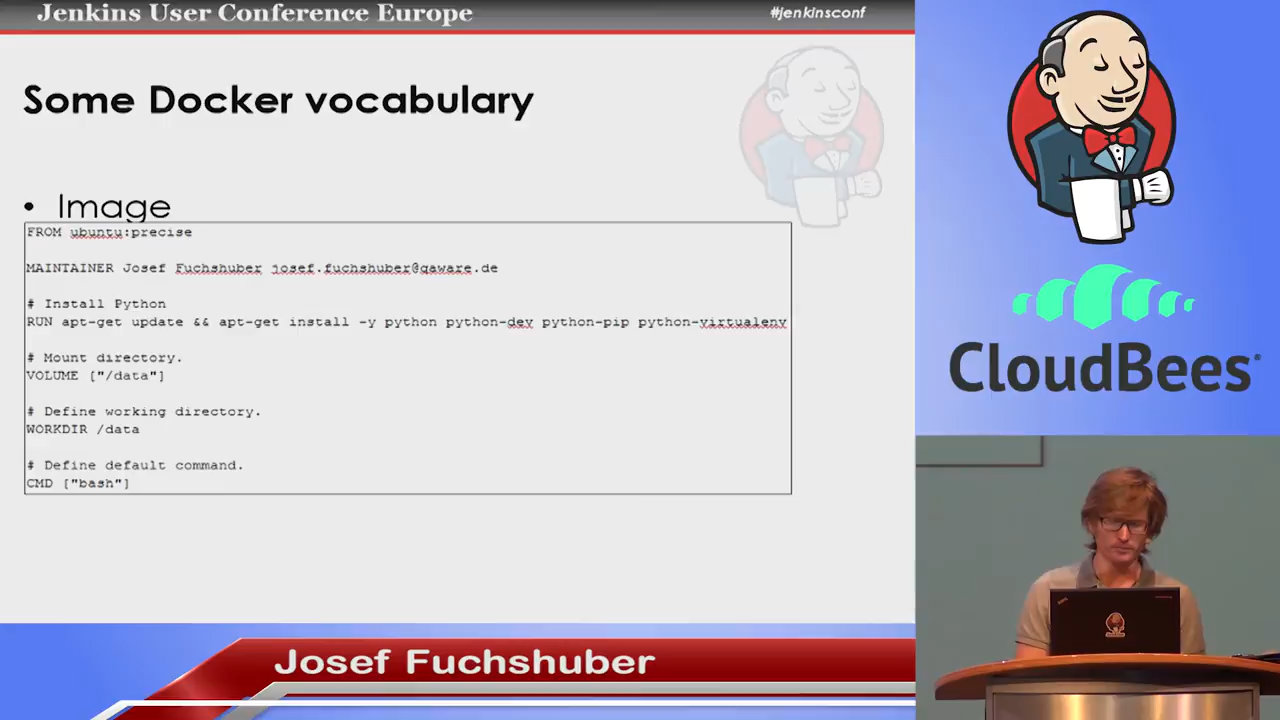 Jenkins User Conference Europe
#jenkinsconf
Some Docker vocabulary
• Image
FROM ubuntu:precise
MAINTAINER Josef Fuchshuber josef.fuchshuber@qaware.de
# Install Python
RUN apt-get update && apt-get install -y python python-dev python-pip python-virtualenv
# Mount directory.
VOLUME ["/data"]
# Define working directory.
WORKDIR /data
# Define default command.
CMD ["bash"]
CloudBees
Josef Fuchshuber